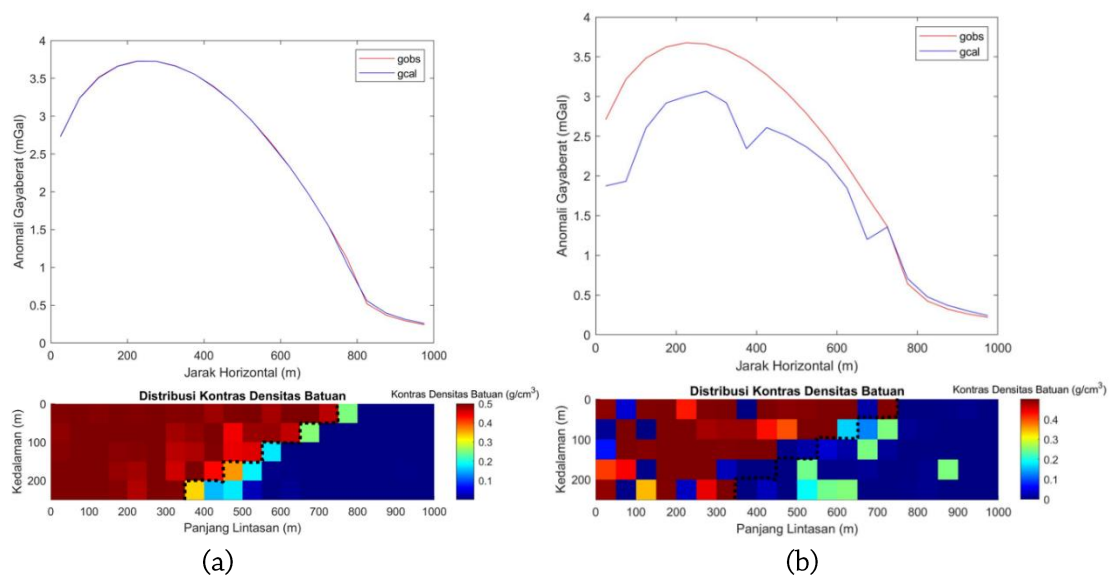 4
3.5
3
2.5
2
1.5
1
0.5
0
Anomali Gayaberat (mGal)
gobs
gcal
0 200 400 600 800 1000
Jarak Horizontal (m)
Distribusi Kontras Densitas Batuan
Kontras Densitas Batuan (g/cm³)
0
100
200
Kedalaman (m)
0.5
0.4
0.3
0.2
0.1
0 100 200 300 400 500 600 700 800 900 1000
Panjang Lintasan (m)
(a)
4
3.5
3
2.5
2
1.5
1
0.5
0
Anomali Gayaberat (mGal)
gobs
gcal
0 200 400 600 800 1000
Jarak Horizontal (m)
Distribusi Kontras Densitas Batuan
Kontras Densitas Batuan (g/cm³)
0
100
200
Kedalaman (m)
0.4
0.3
0.2
0.1
0
0 100 200 300 400 500 600 700 800 900 1000
Panjang Lintasan (m)
(b)